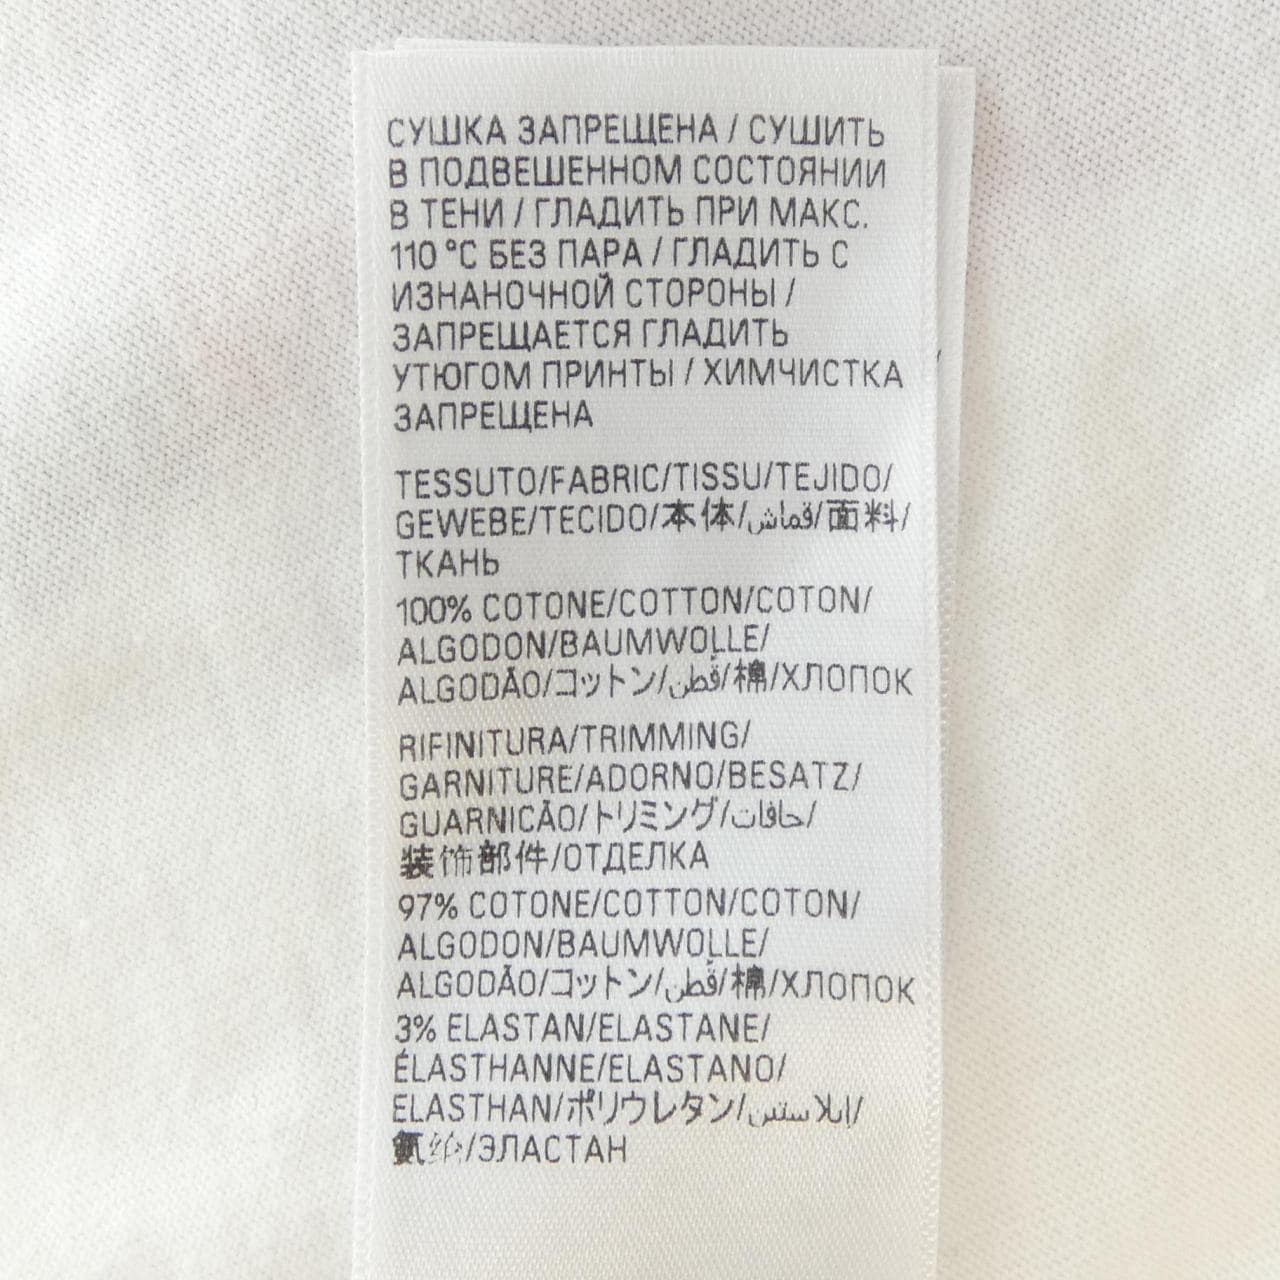 СУШКА ЗАПРЕЩЕНА / СУШИТЬ
В ПОДВЕШЕННОМ СОСТОЯНИИ
В ТЕНИ / ГЛАДИТЬ ПРИ МАКС.
110 °C БЕЗ ПАРА / ГЛАДИТЬ С
ИЗНАНОЧНОЙ СТОРОНЫ /
ЗАПРЕЩАЕТСЯ ГЛАДИТЬ
УТЮГОМ ПРИНТЫ / ХИМЧИСТКА
ЗАПРЕЩЕНА
TESSUTO/FABRIC/TISSU/TEJIDO/
GEWEBE/TECIDO/本体/قماش/面料/
ТКАНЬ
100% COTONE/COTTON/COTON/
ALGODON/BAUMWOLLE/
ALGODÃO/コットン/قُطن/棉/ХЛОПОК
RIFINITURA/TRIMMING/
GARNITURE/ADORNO/BESATZ/
GUARNICÃO/トリミング/حافات/
装饰部件/ОТДЕЛКА
97% COTONE/COTTON/COTON/
ALGODON/BAUMWOLLE/
ALGODÃO/コットン/قُطن/棉/ХЛОПОК
3% ELASTAN/ELASTANE/
ÉLASTHANNE/ELASTANO/
ELASTHAN/ポリウレタン/إيلاستس/
氨纶/ЭЛАСТАН